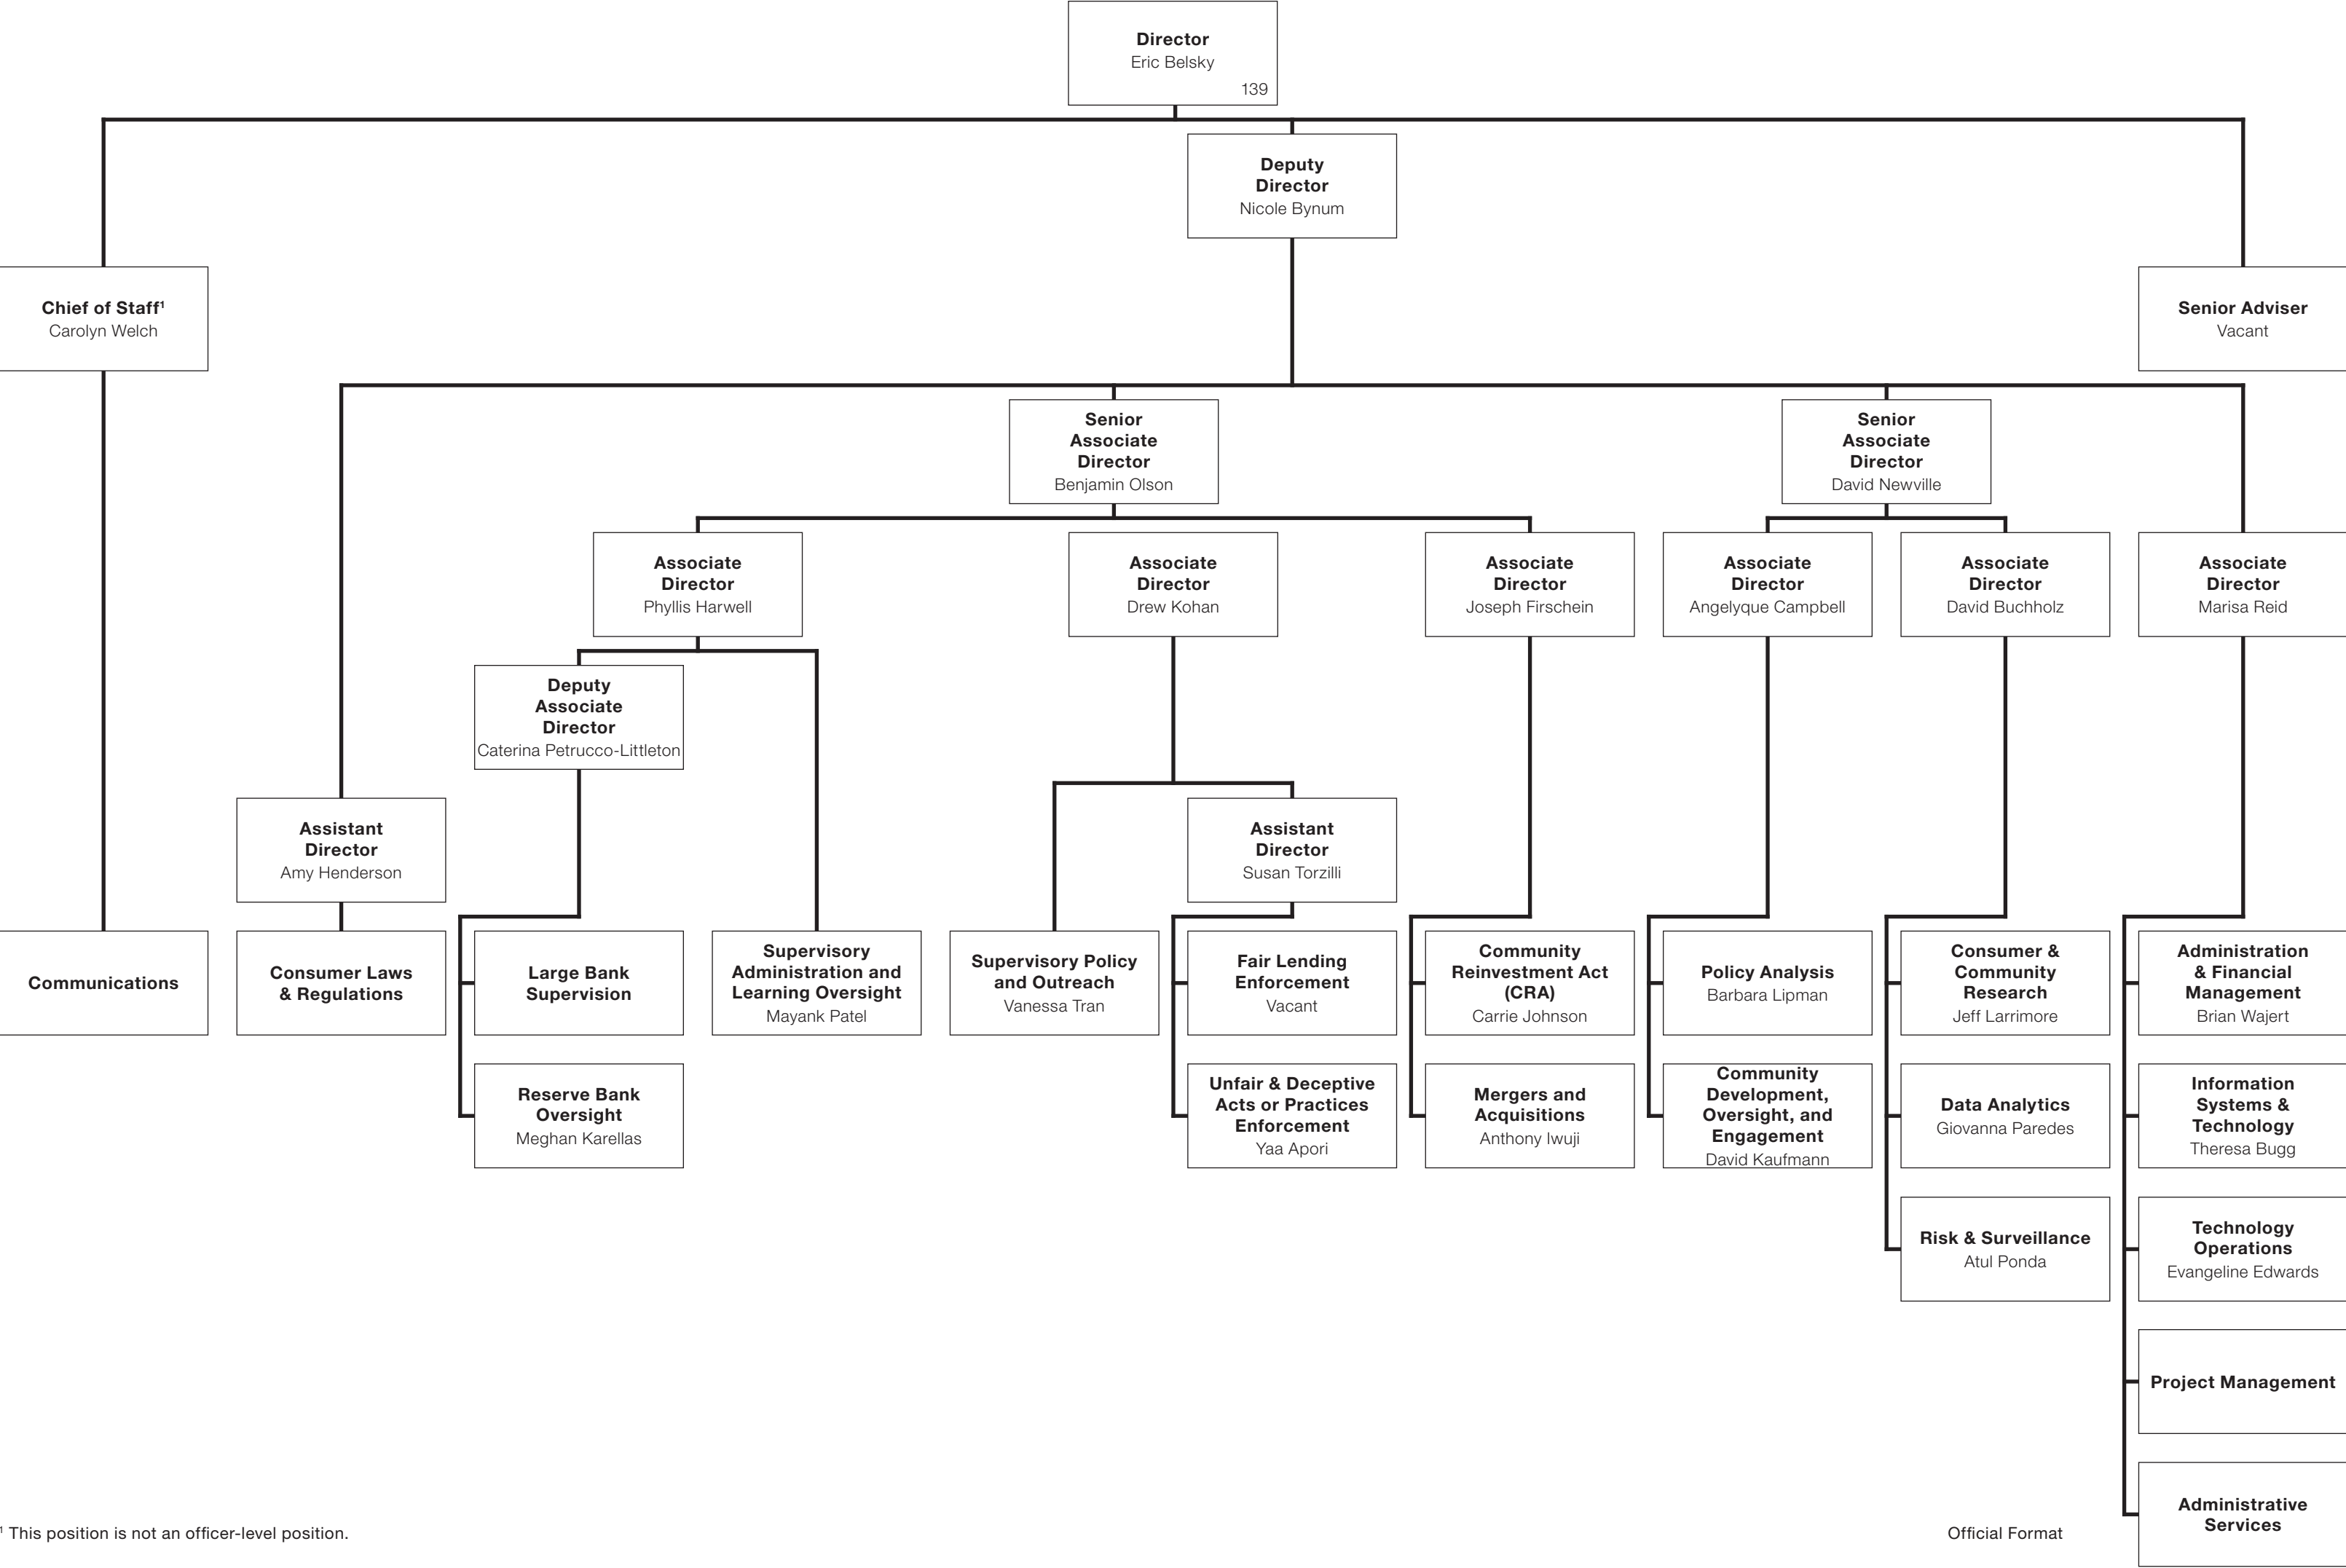 Director
Eric Belsky
139
Deputy
Director
Nicole Bynum
Chief of Staff¹
Carolyn Welch
Senior Adviser
Vacant
Senior
Associate
Director
Benjamin Olson
Senior
Associate
Director
David Newville
Associate
Director
Phyllis Harwell
Associate
Director
Drew Kohan
Associate
Director
Joseph Firschein
Associate
Director
Angelyque Campbell
Associate
Director
David Buchholz
Associate
Director
Marisa Reid
Deputy
Associate
Director
Caterina Petrucco-Littleton
Assistant
Director
Amy Henderson
Assistant
Director
Susan Torzilli
Communications
Consumer Laws
& Regulations
Large Bank
Supervision
Supervisory
Administration and
Learning Oversight
Mayank Patel
Supervisory Policy
and Outreach
Vanessa Tran
Fair Lending
Enforcement
Vacant
Community
Reinvestment Act
(CRA)
Carrie Johnson
Policy Analysis
Barbara Lipman
Consumer &
Community
Research
Jeff Larrimore
Administration
& Financial
Management
Brian Wajert
Reserve Bank
Oversight
Meghan Karellas
Unfair & Deceptive
Acts or Practices
Enforcement
Yaa Apori
Mergers and
Acquisitions
Anthony Iwuji
Community
Development,
Oversight, and
Engagement
David Kaufmann
Data Analytics
Giovanna Paredes
Information
Systems &
Technology
Theresa Bugg
Risk & Surveillance
Atul Ponda
Technology
Operations
Evangeline Edwards
Project Management
Administrative
Services
¹ This position is not an officer-level position.
Official Format